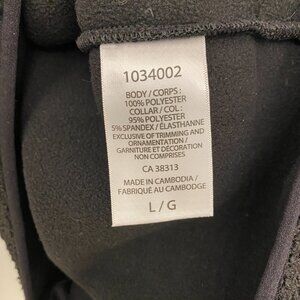 1034002
BODY / CORPS :
100% POLYESTER
COLLAR / COL :
95% POLYESTER
5% SPANDEX / ÉLASTHANNE
EXCLUSIVE OF TRIMMING AND
ORNAMENTATION /
GARNITURE ET DÉCORATION
NON COMPRISES
CA 38313
MADE IN CAMBODIA /
FABRIQUÉ AU CAMBODGE
L / G